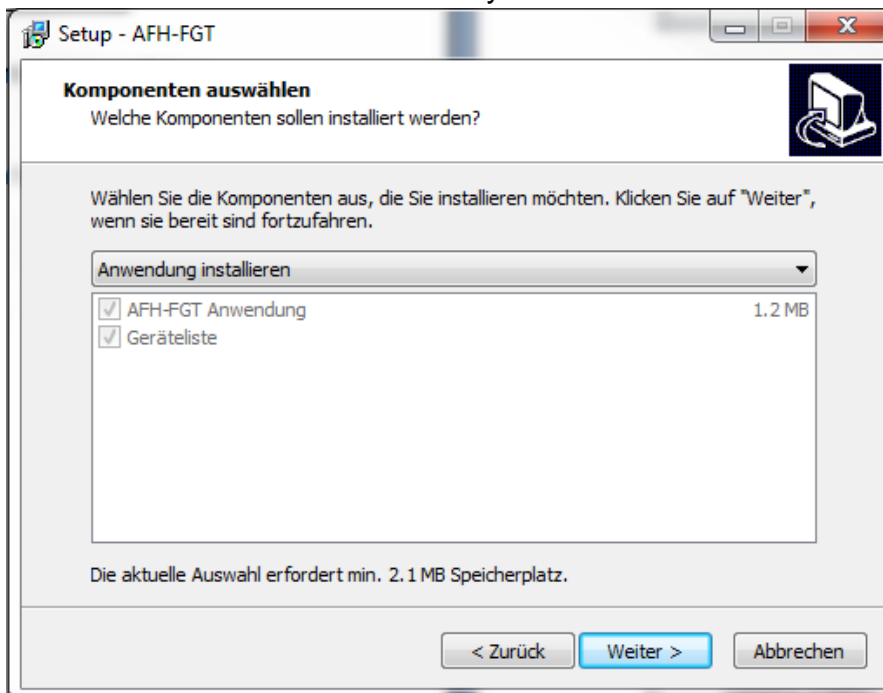 Setup - AFH-FGT
Komponenten auswählen
Welche Komponenten sollen installiert werden?
Wählen Sie die Komponenten aus, die Sie installieren möchten. Klicken Sie auf "Weiter",
wenn sie bereit sind fortzufahren.
Anwendung installieren
AFH-FGT Anwendung 1.2 MB
Geräteliste
Die aktuelle Auswahl erfordert min. 2.1 MB Speicherplatz.
< Zurück Weiter > Abbrechen